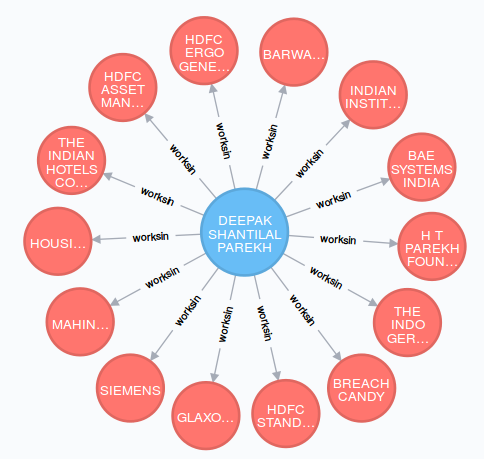 HDFC
ERGO
GENE...
BARWA...
HDFC
ASSET
MAN...
INDIAN
INSTIT...
THE
INDIAN
HOTELS
CO...
BAE
SYSTEMS
INDIA
DEEPAK
SHANTILAL
PAREKH
HOUSI...
H T
PAREKH
FOUN...
MAHIN...
THE
INDO
GER...
SIEMENS
BREACH
CANDY
GLAXO...
HDFC
STAND...
worksin
worksin
worksin
worksin
worksin
worksin
worksin
worksin
worksin
worksin
worksin
worksin
worksin
worksin